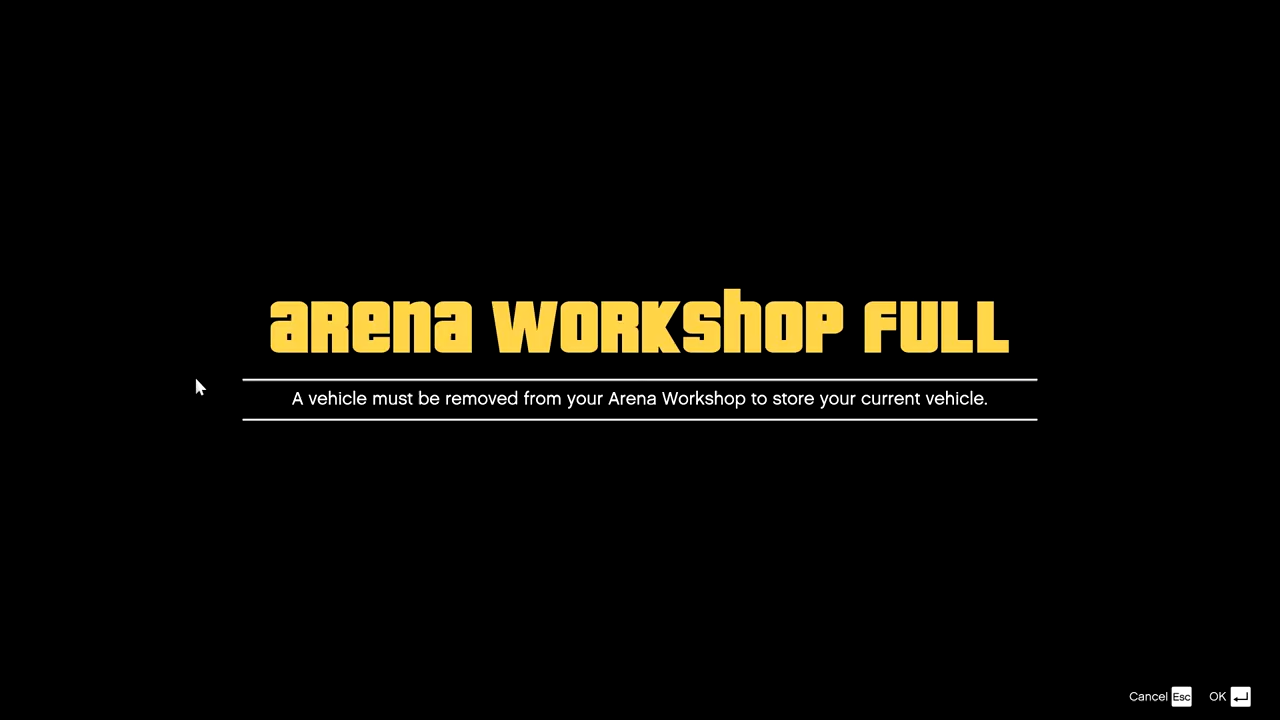 ARENA WORKSHOP FULL
A vehicle must be removed from your Arena Workshop to store your current vehicle.
Cancel Esc OK